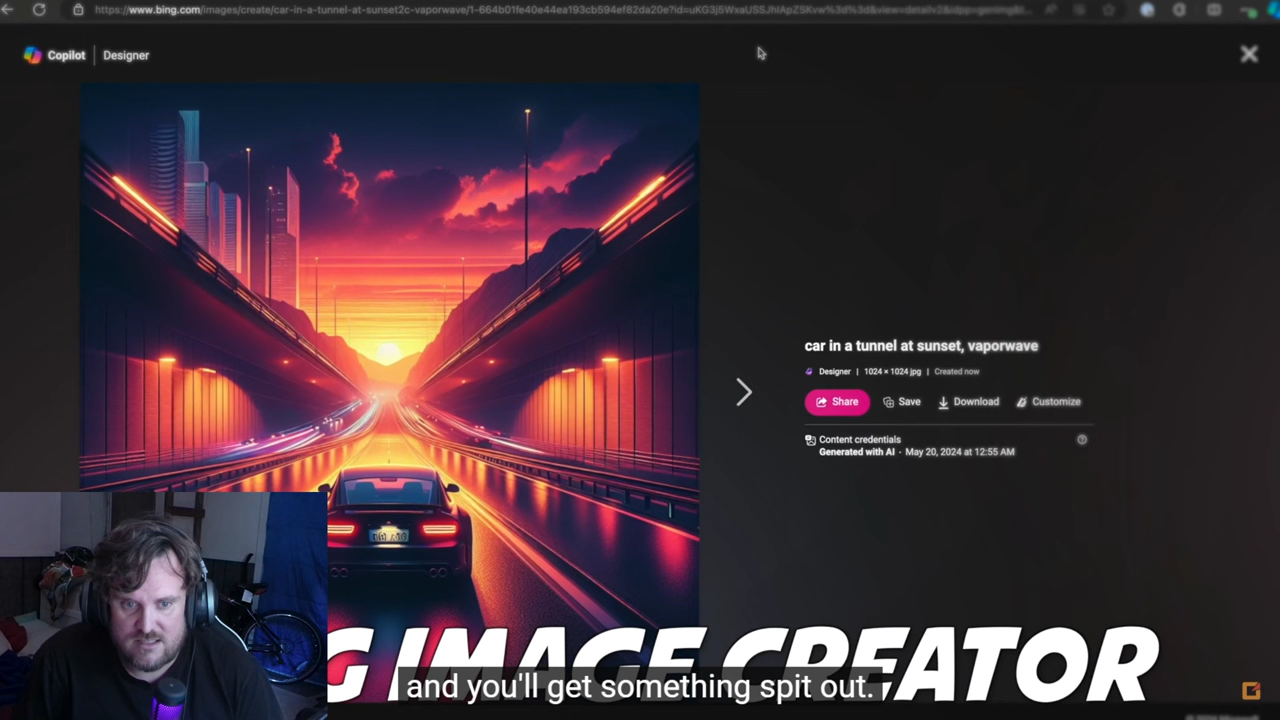 Copilot | Designer
car in a tunnel at sunset, vaporwave
Designer | 1024 × 1024 jpg | Created now
Share Save Download Customize
Content credentials
Generated with AI · May 20, 2024 at 12:55 AM
G IMAGE CREATOR
and you'll get something spit out.